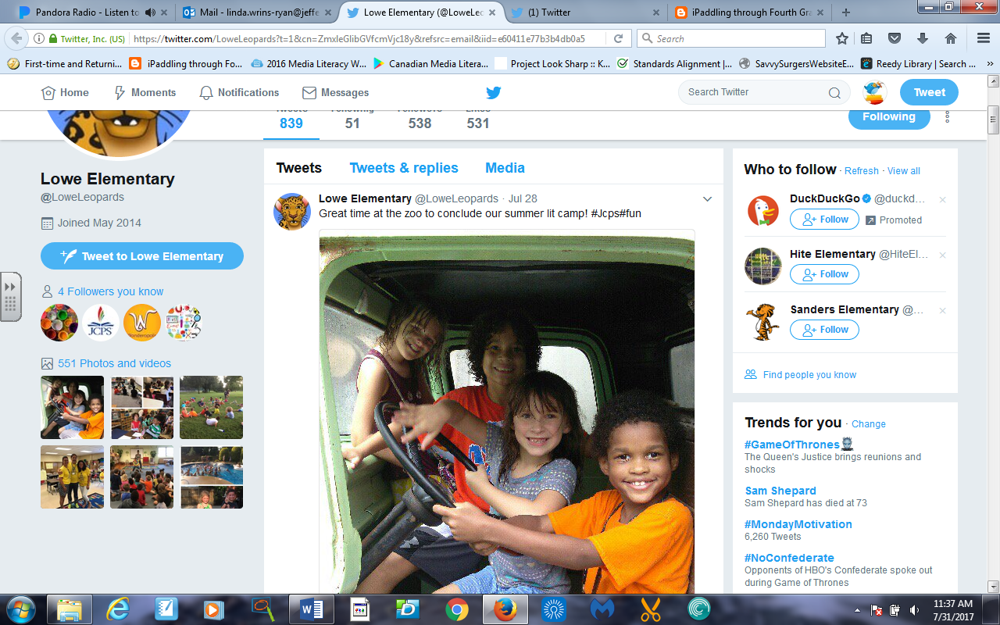 Pandora Radio - Listen to
Mail - linda.wrins-ryan@jeffe
Lowe Elementary (@LoweLeo
(1) Twitter
iPaddling through Fourth Gra
Twitter, Inc. (US)
https://twitter.com/LoweLeopards?t=1&cn=ZmxleGlibGVfcmVjc18y&refsrc=email&iid=e60411e77b3b4db0a5
Search
First-time and Returni...
iPaddling through Fo...
2016 Media Literacy W...
Canadian Media Litera...
Project Look Sharp :: K...
Standards Alignment |...
SavvySurgersWebsiteE...
Reedy Library | Search ...
Home
Moments
Notifications
Messages
Search Twitter
Tweet
Tweets
839
Following
51
Followers
538
Likes
531
Following
Lowe Elementary
@LoweLeopards
Joined May 2014
Tweet to Lowe Elementary
4 Followers you know
JCPS
551 Photos and videos
Tweets
Tweets & replies
Media
Lowe Elementary @LoweLeopards · Jul 28
Great time at the zoo to conclude our summer lit camp! #Jcps#fun
Who to follow · Refresh · View all
DuckDuckGo @duckd...
Follow
Promoted
Hite Elementary @HiteEl...
Follow
Sanders Elementary @...
Follow
Find people you know
Trends for you · Change
#GameOfThrones
The Queen's Justice brings reunions and
shocks
Sam Shepard
Sam Shepard has died at 73
#MondayMotivation
6,260 Tweets
#NoConfederate
Opponents of HBO's Confederate spoke out
during Game of Thrones
11:37 AM
7/31/2017